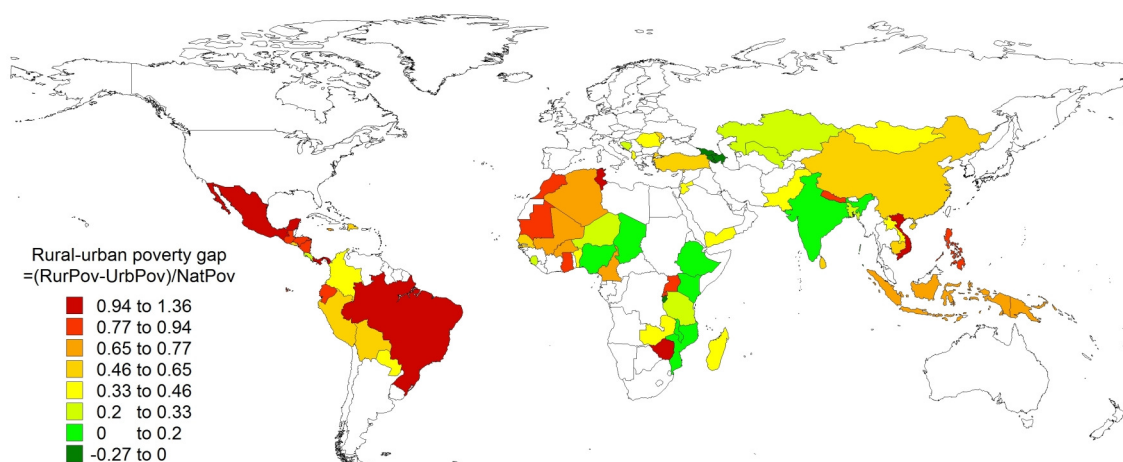 Rural-urban poverty gap
=(RurPov-UrbPov)/NatPov
0.94 to 1.36
0.77 to 0.94
0.65 to 0.77
0.46 to 0.65
0.33 to 0.46
0.2 to 0.33
0 to 0.2
-0.27 to 0